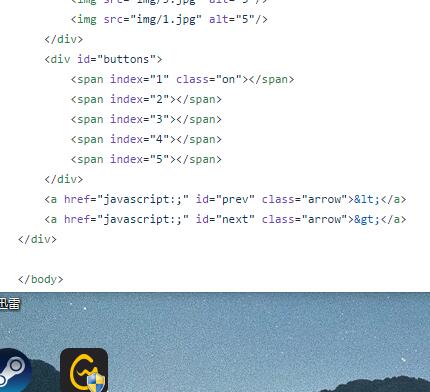 <img src="img/5.jpg" alt="5"/>
<img src="img/1.jpg" alt="5"/>
</div>
<div id="buttons">
<span index="1" class="on"></span>
<span index="2"></span>
<span index="3"></span>
<span index="4"></span>
<span index="5"></span>
</div>
<a href="javascript:;" id="prev" class="arrow">&lt;</a>
<a href="javascript:;" id="next" class="arrow">&gt;</a>
</div>
</body>
迅雷